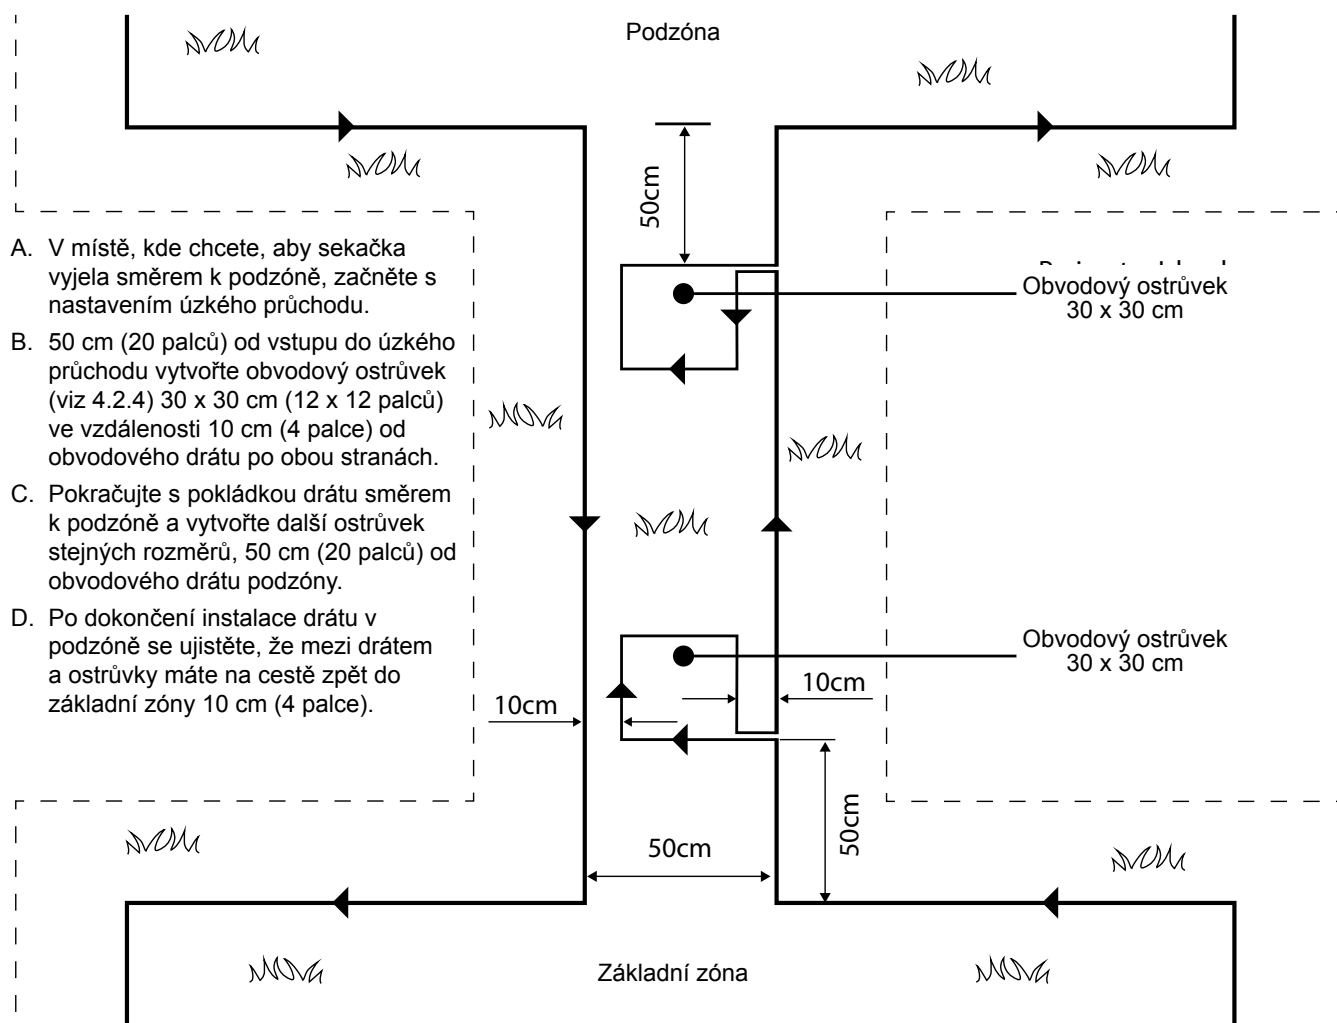 Podzóna
50cm
A. V místě, kde chcete, aby sekačka
vyjela směrem k podzóně, začněte s
nastavením úzkého průchodu.
B. 50 cm (20 palců) od vstupu do úzkého
průchodu vytvořte obvodový ostrůvek
(viz 4.2.4) 30 x 30 cm (12 x 12 palců)
ve vzdálenosti 10 cm (4 palce) od
obvodového drátu po obou stranách.
C. Pokračujte s pokládkou drátu směrem
k podzóně a vytvořte další ostrůvek
stejných rozměrů, 50 cm (20 palců) od
obvodového drátu podzóny.
D. Po dokončení instalace drátu v
podzóně se ujistěte, že mezi drátem
a ostrůvky máte na cestě zpět do
základní zóny 10 cm (4 palce).
Obvodový ostrůvek
30 x 30 cm
Obvodový ostrůvek
30 x 30 cm
10cm
10cm
50cm
50cm
Základní zóna